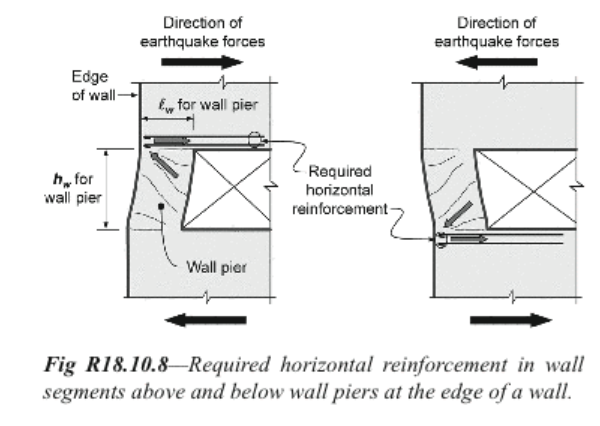 Direction of
earthquake forces
Direction of
earthquake forces
Edge
of wall
ℓw for wall pier
hw for
wall pier
Required
horizontal
reinforcement
Wall pier
Fig R18.10.8—Required horizontal reinforcement in wall
segments above and below wall piers at the edge of a wall.